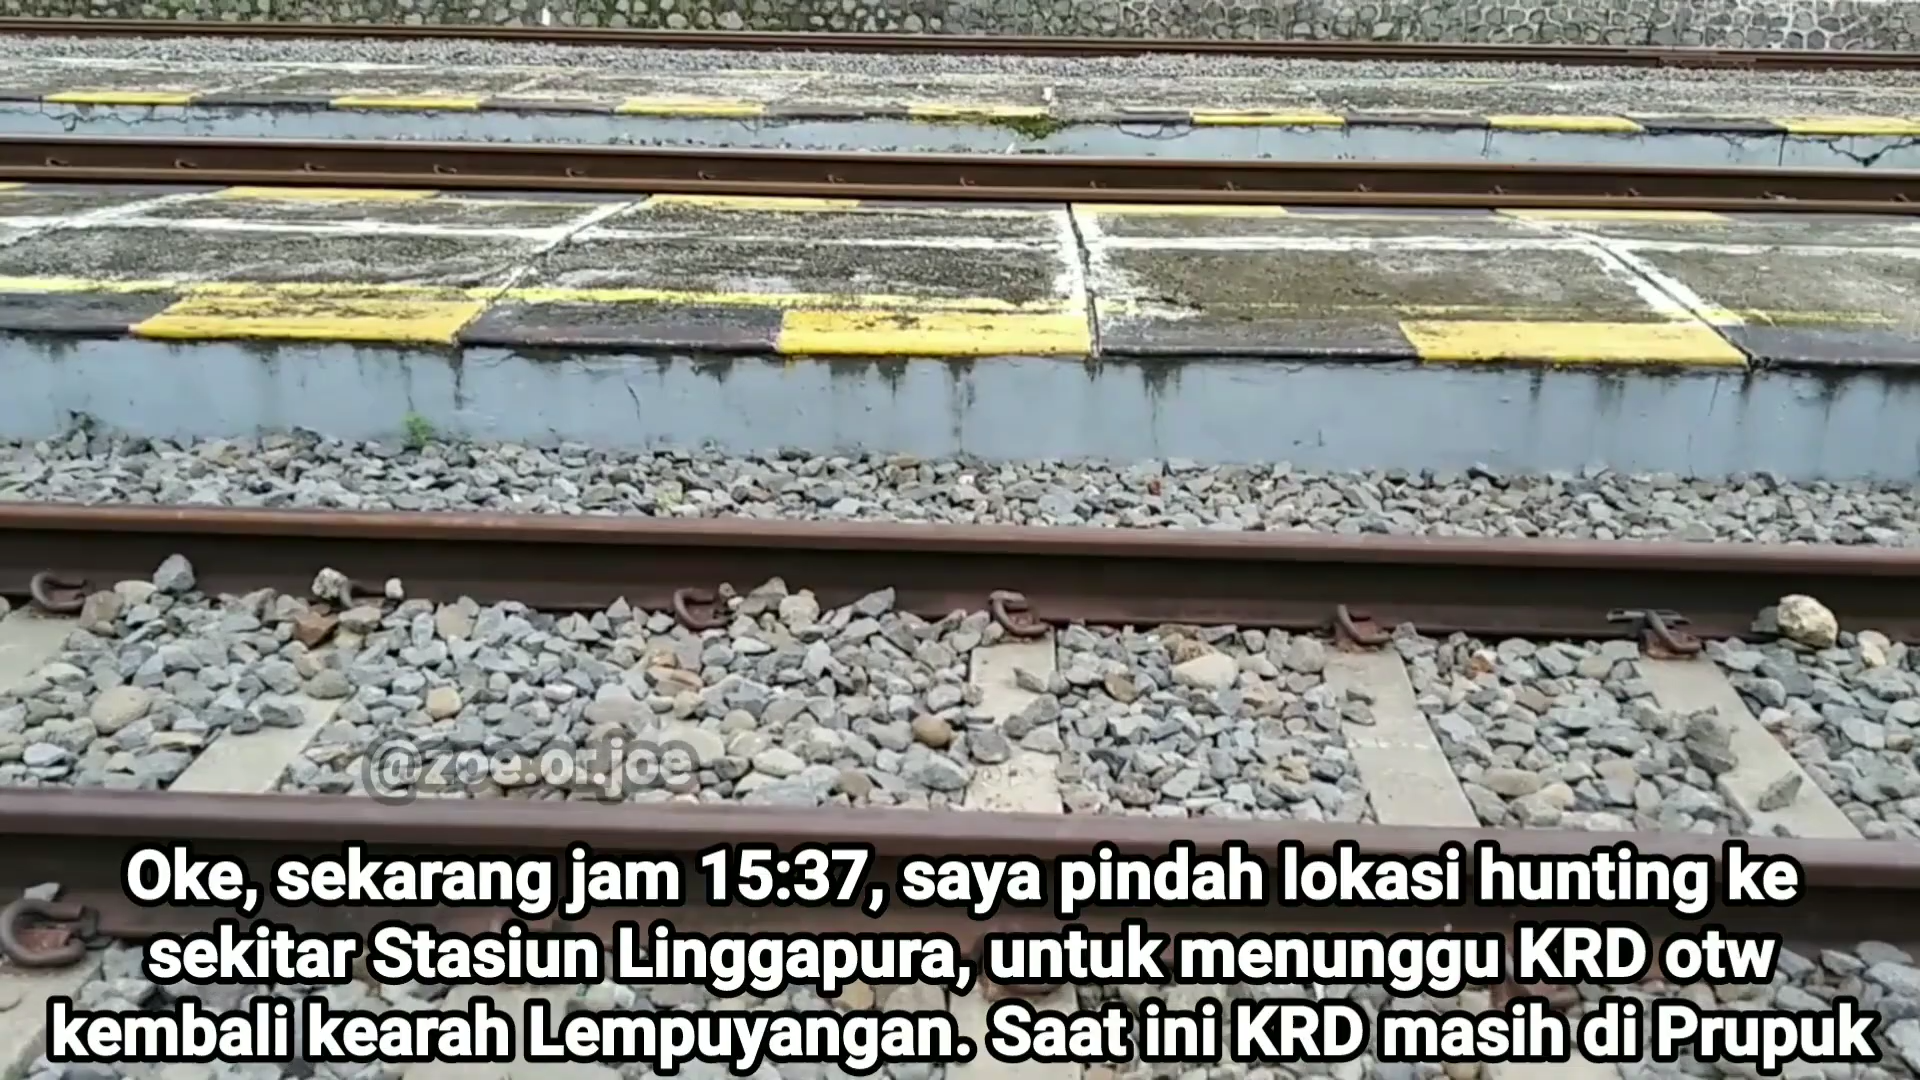 @zoe.or.joe
Oke, sekarang jam 15:37, saya pindah lokasi hunting ke
sekitar Stasiun Linggapura, untuk menunggu KRD otw
kembali kearah Lempuyangan. Saat ini KRD masih di Prupuk